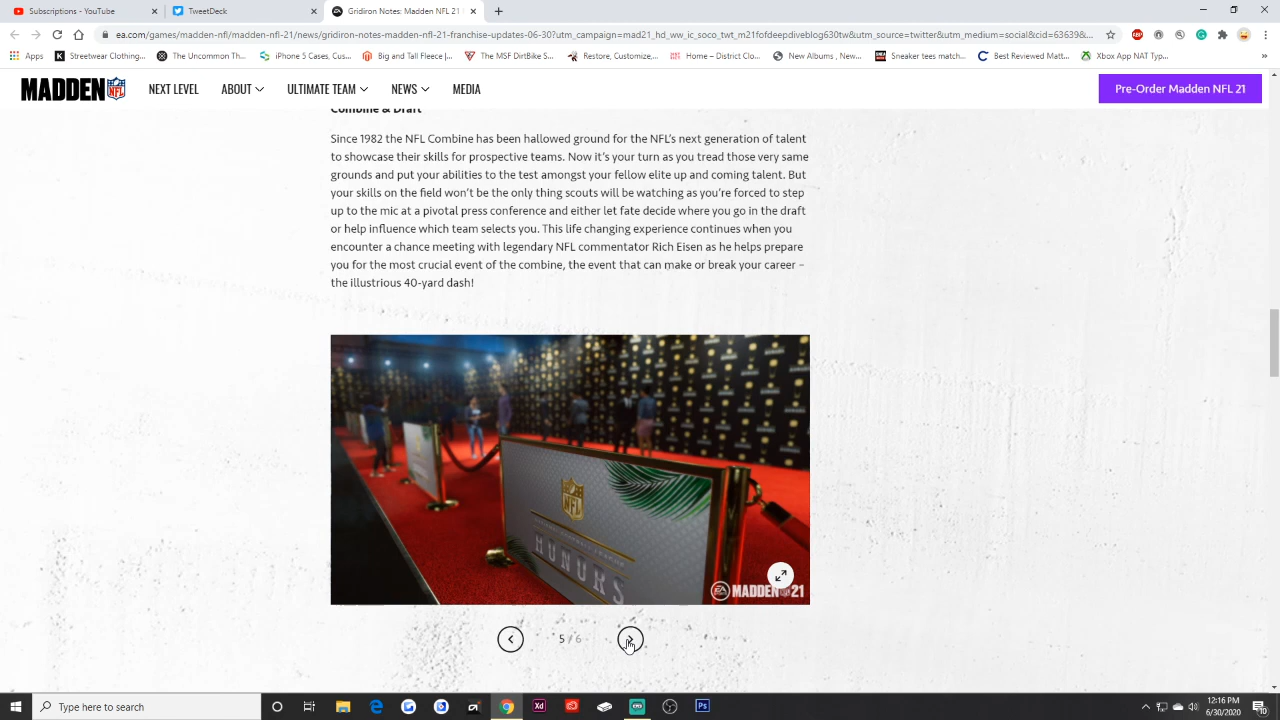 Subscriptions - YouTube
TweetDeck
Gridiron Notes: Madden NFL 21
ea.com/games/madden-nfl/madden-nfl-21/news/gridiron-notes-madden-nfl-21-franchise-updates-06-30?utm_campaign=mad21_hd_ww_ic_soco_twt_m21fofdeepdiveblog630tw&utm_source=twitter&utm_medium=social&cid=63639&...
Apps
Streetwear Clothing...
The Uncommon Th...
iPhone 5 Cases, Cus...
Big and Tall Fleece |...
The MSF DirtSites...
Restore, Customize,...
Home – District Clo...
New Albums , New...
Sneaker tees match...
Best Reviewed Matt...
Xbox App NAT Typ...
»
MADDEN NFL
NEXT LEVEL
ABOUT
ULTIMATE TEAM
NEWS
MEDIA
Pre-Order Madden NFL 21
Combine & Draft
Since 1982 the NFL Combine has been hallowed ground for the NFL's next generation of talent
to showcase their skills for prospective teams. Now it's your turn as you tread those very same
grounds and put your abilities to the test amongst your fellow elite up and coming talent. But
your skills on the field won't be the only thing scouts will be watching as you're forced to step
up to the mic at a pivotal press conference and either let fate decide where you go in the draft
or help influence which team selects you. This life changing experience continues when you
encounter a chance meeting with legendary NFL commentator Rich Eisen as he helps prepare
you for the most crucial event of the combine, the event that can make or break your career –
the illustrious 40-yard dash!
NFL
HONORS
EA MADDEN NFL 21
5 / 6
Type here to search
12:16 PM
6/30/2020